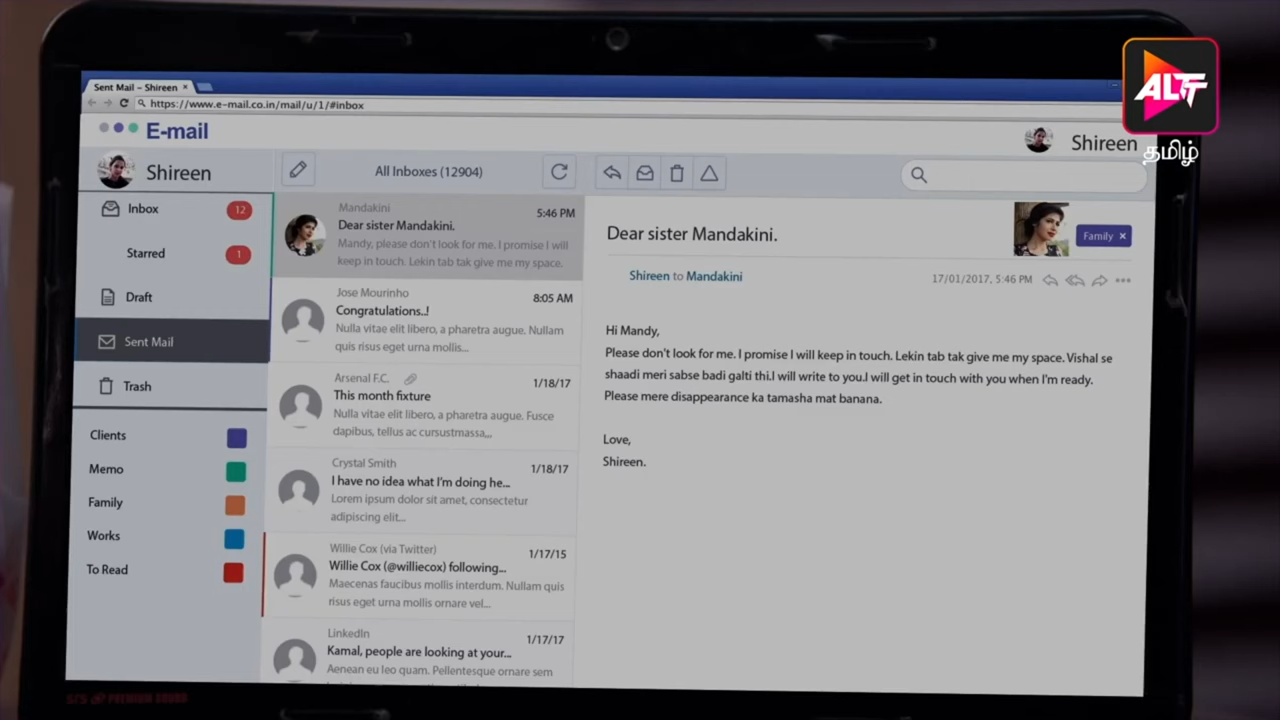 ALTT
தமிழ்
Sent Mail – Shireen ×
https://www.e-mail.co.in/mail/u/1/#inbox
E-mail
Shireen
Shireen
All Inboxes (12904)
Inbox 12
Starred 1
Draft
Sent Mail
Trash
Clients
Memo
Family
Works
To Read
Mandakini
5:46 PM
Dear sister Mandakini.
Mandy, please don't look for me. I promise I will
keep in touch. Lekin tab tak give me my space.
Jose Mourinho
8:05 AM
Congratulations..!
Nulla vitae elit libero, a pharetra augue. Nullam
quis risus eget urna mollis...
Arsenal F.C.
1/18/17
This month fixture
Nulla vitae elit libero, a pharetra augue. Fusce
dapibus, tellus ac cursustmassa,,,
Crystal Smith
1/18/17
I have no idea what I'm doing he...
Lorem ipsum dolor sit amet, consectetur
adipiscing elit...
Willie Cox (via Twitter)
1/17/15
Willie Cox (@williecox) following...
Maecenas faucibus mollis interdum. Nullam quis
risus eget urna mollis ornare vel...
LinkedIn
1/17/17
Kamal, people are looking at your...
Aenean eu leo quam. Pellentesque ornare sem
Dear sister Mandakini.
Family ×
Shireen to Mandakini
17/01/2017, 5:46 PM
Hi Mandy,
Please don't look for me. I promise I will keep in touch. Lekin tab tak give me my space. Vishal se
shaadi meri sabse badi galti thi.I will write to you.I will get in touch with you when I'm ready.
Please mere disappearance ka tamasha mat banana.
Love,
Shireen.
PREMIUM SOUND